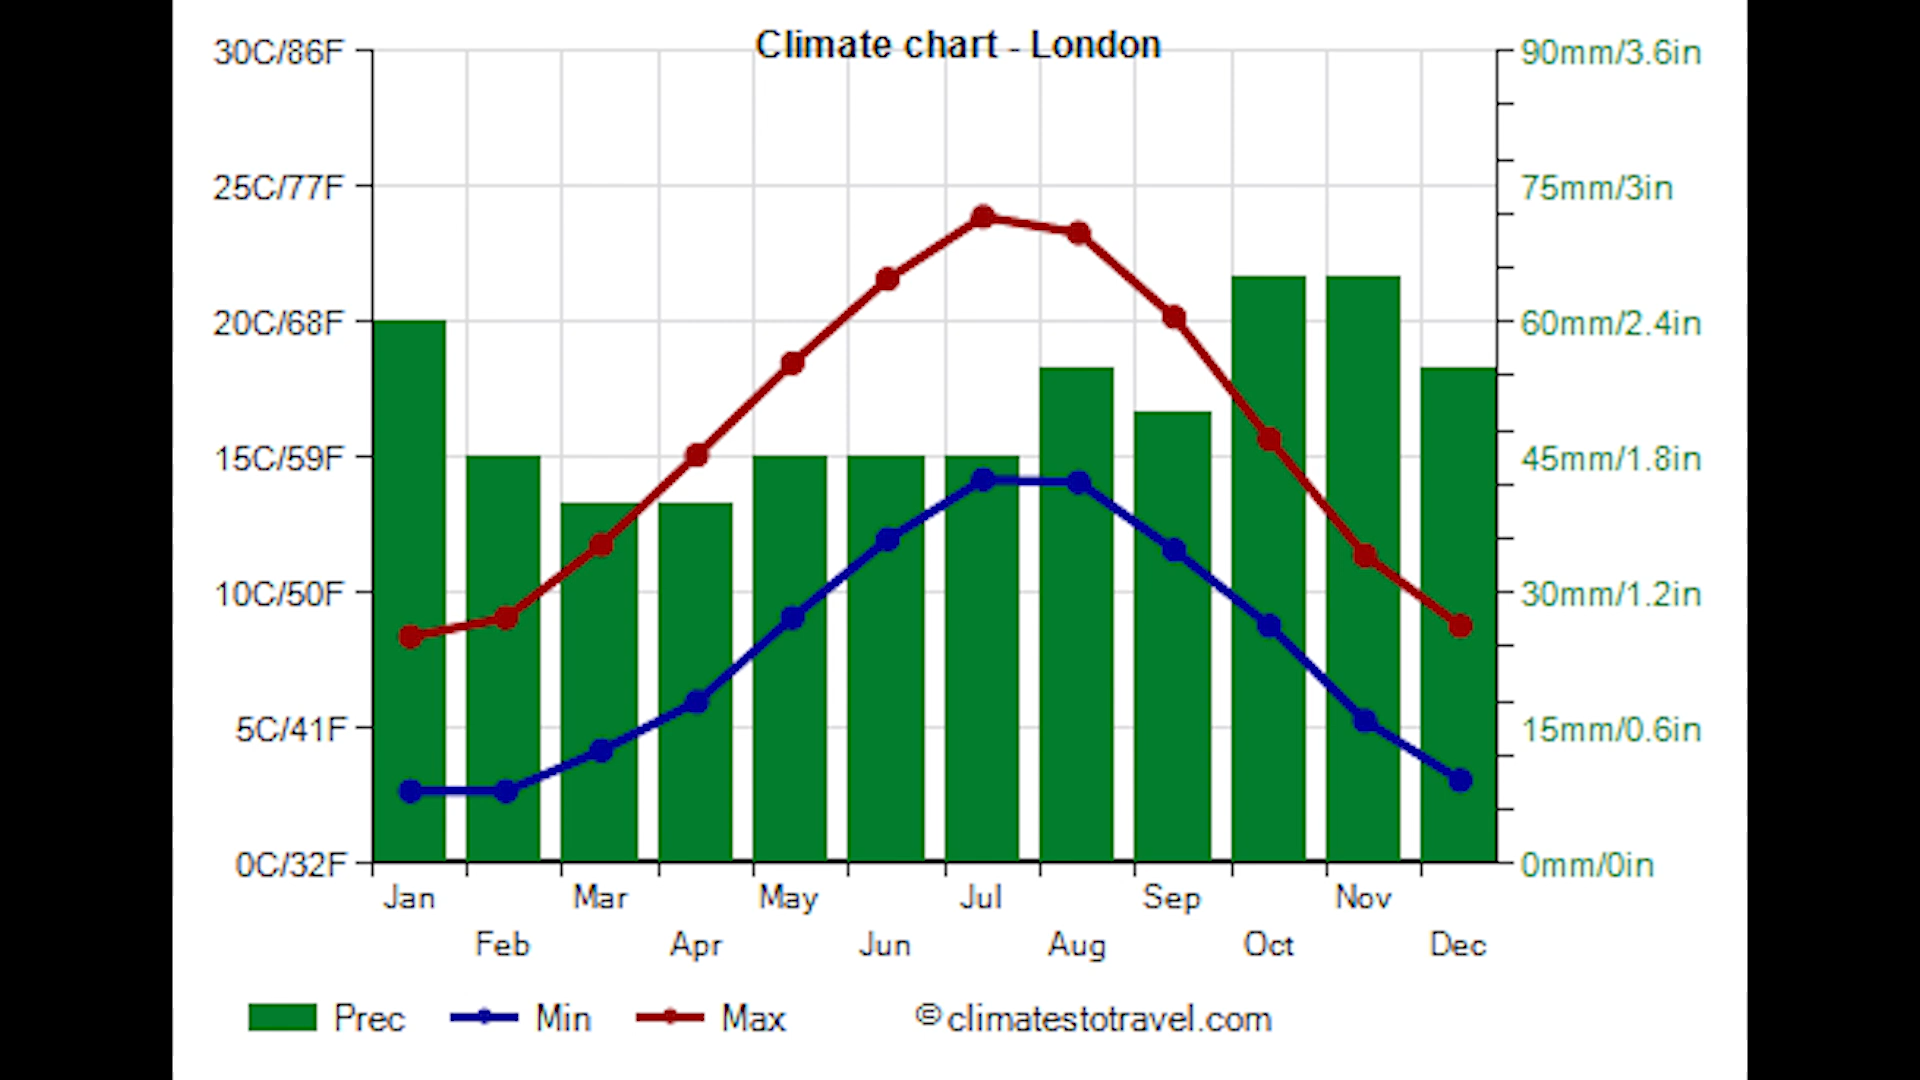 Climate chart - London
30C/86F
25C/77F
20C/68F
15C/59F
10C/50F
5C/41F
0C/32F
90mm/3.6in
75mm/3in
60mm/2.4in
45mm/1.8in
30mm/1.2in
15mm/0.6in
0mm/0in
Jan Mar May Jul Sep Nov
Feb Apr Jun Aug Oct Dec
Prec Min Max ©climatestotravel.com